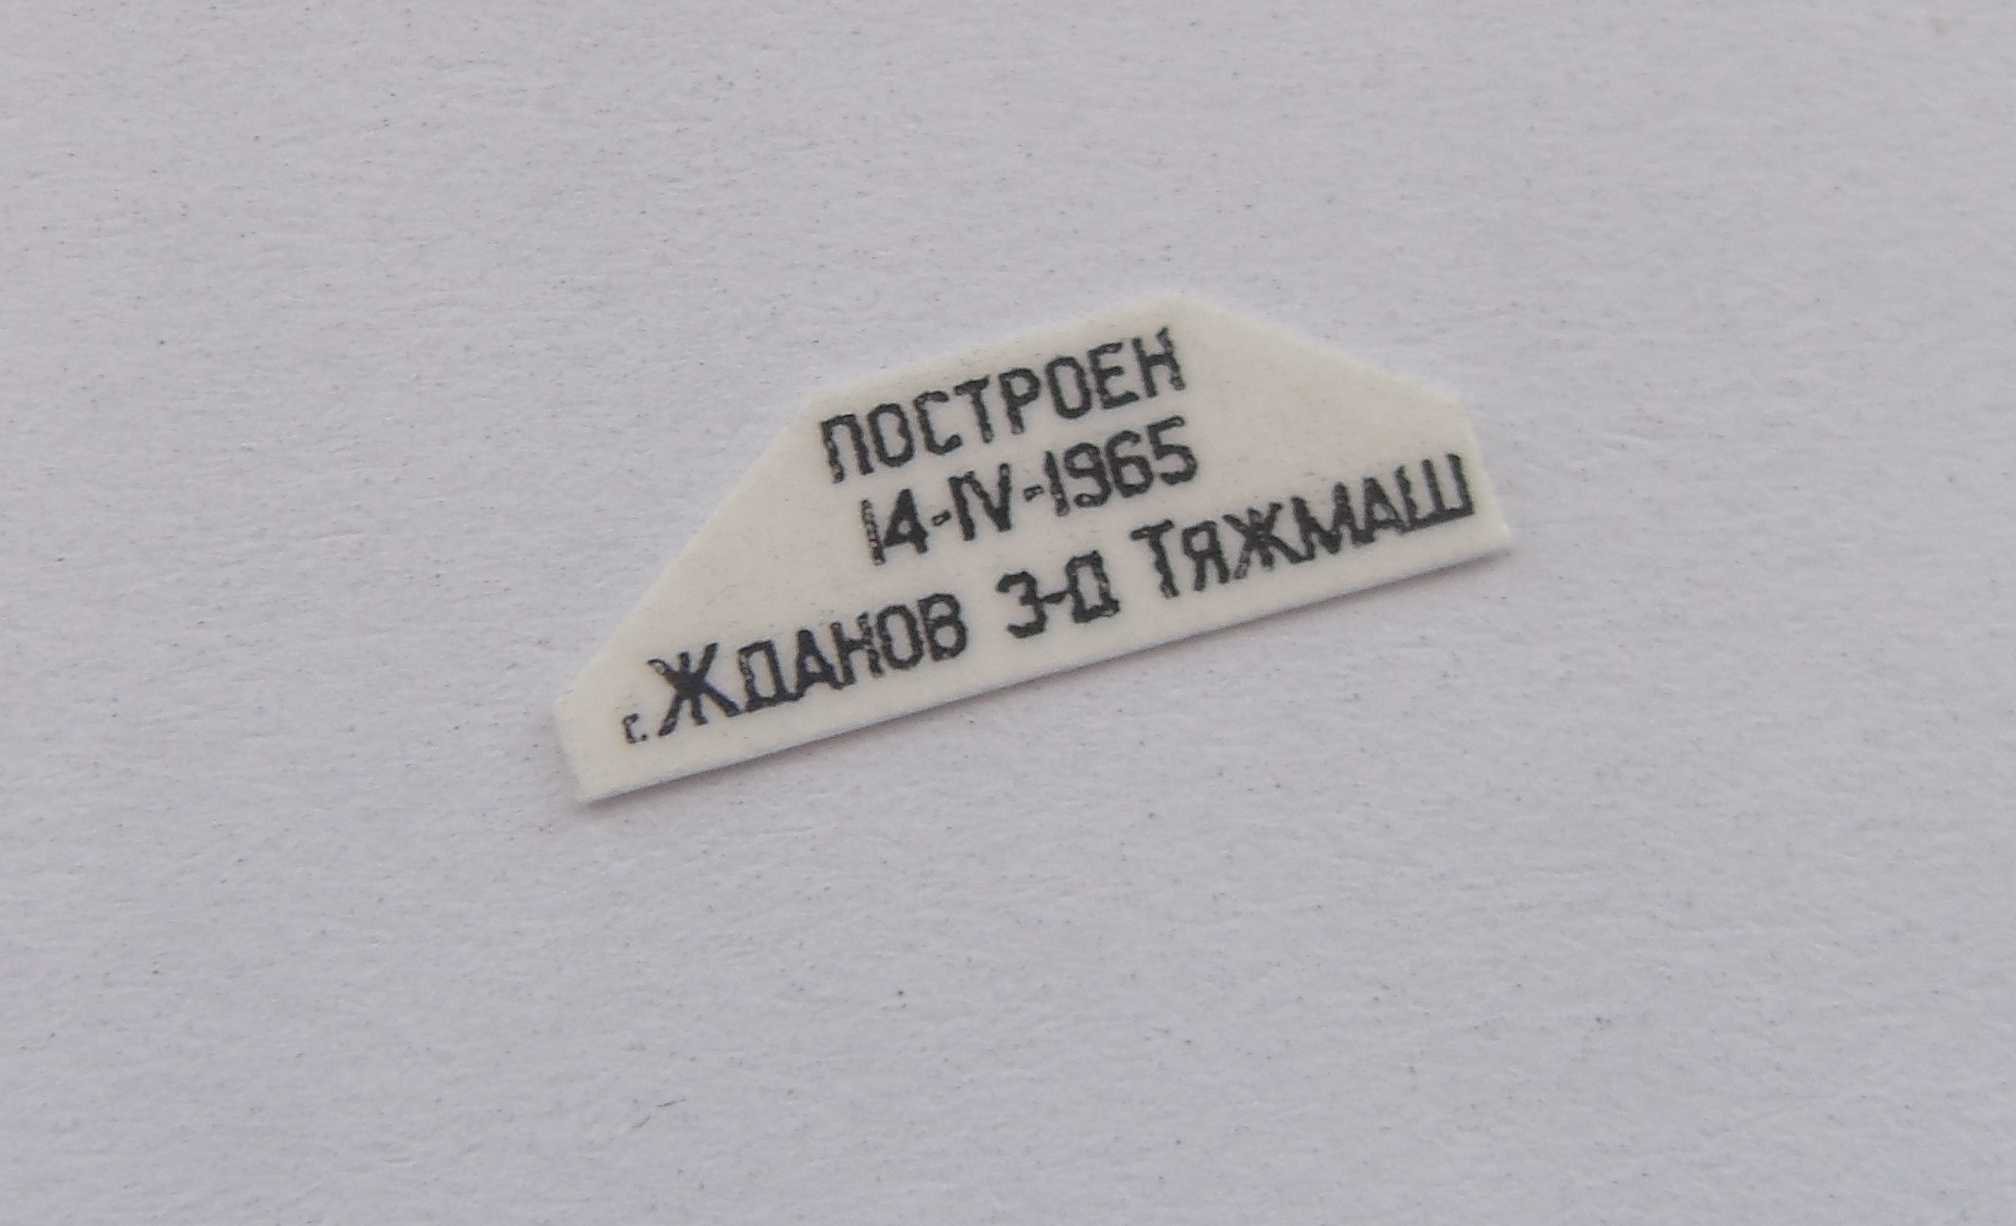 ПОСТРОЕН
14-IV-1965
г. ЖДАНОВ З-Д ТЯЖМАШ